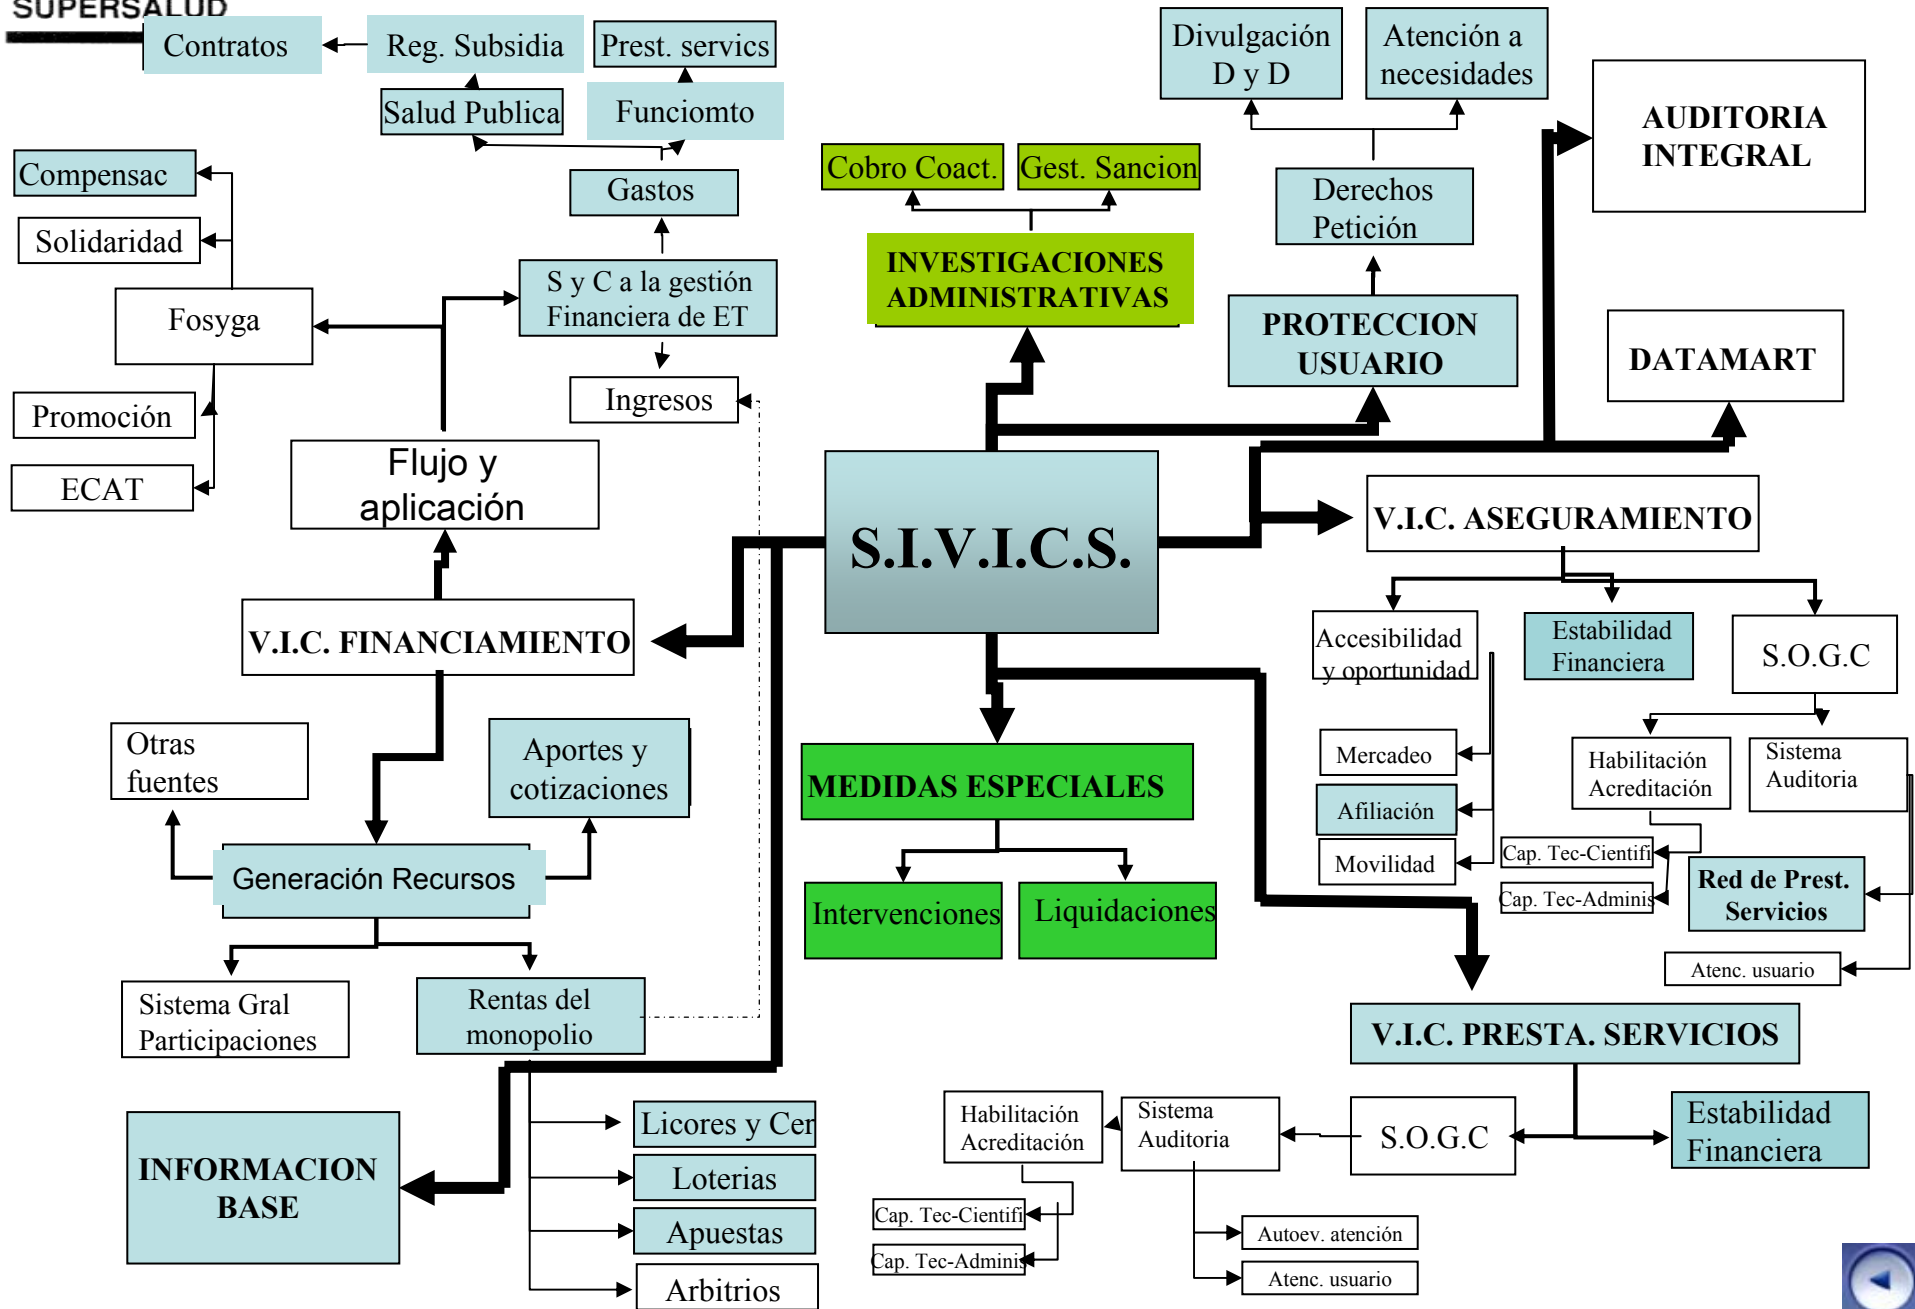 SUPERSALUD
Contratos
Reg. Subsidia
Prest. servics
Salud Publica
Funciomto
Compensac
Gastos
Solidaridad
S y C a la gestión
Financiera de ET
Fosyga
Ingresos
Promoción
ECAT
Flujo y
aplicación
Cobro Coact.
Gest. Sancion
INVESTIGACIONES
ADMINISTRATIVAS
Divulgación
D y D
Atención a
necesidades
Derechos
Petición
PROTECCION
USUARIO
AUDITORIA
INTEGRAL
DATAMART
S.I.V.I.C.S.
V.I.C. ASEGURAMIENTO
Accesibilidad
y oportunidad
Estabilidad
Financiera
S.O.G.C
Mercadeo
Afiliación
Movilidad
Habilitación
Acreditación
Sistema
Auditoria
Cap. Tec-Cientifi
Cap. Tec-Adminis
Red de Prest.
Servicios
Atenc. usuario
V.I.C. FINANCIAMIENTO
Otras
fuentes
Aportes y
cotizaciones
Generación Recursos
Sistema Gral
Participaciones
Rentas del
monopolio
MEDIDAS ESPECIALES
Intervenciones
Liquidaciones
V.I.C. PRESTA. SERVICIOS
INFORMACION
BASE
Licores y Cer
Loterias
Apuestas
Arbitrios
Habilitación
Acreditación
Sistema
Auditoria
S.O.G.C
Estabilidad
Financiera
Cap. Tec-Cientifi
Cap. Tec-Adminis
Autoev. atención
Atenc. usuario